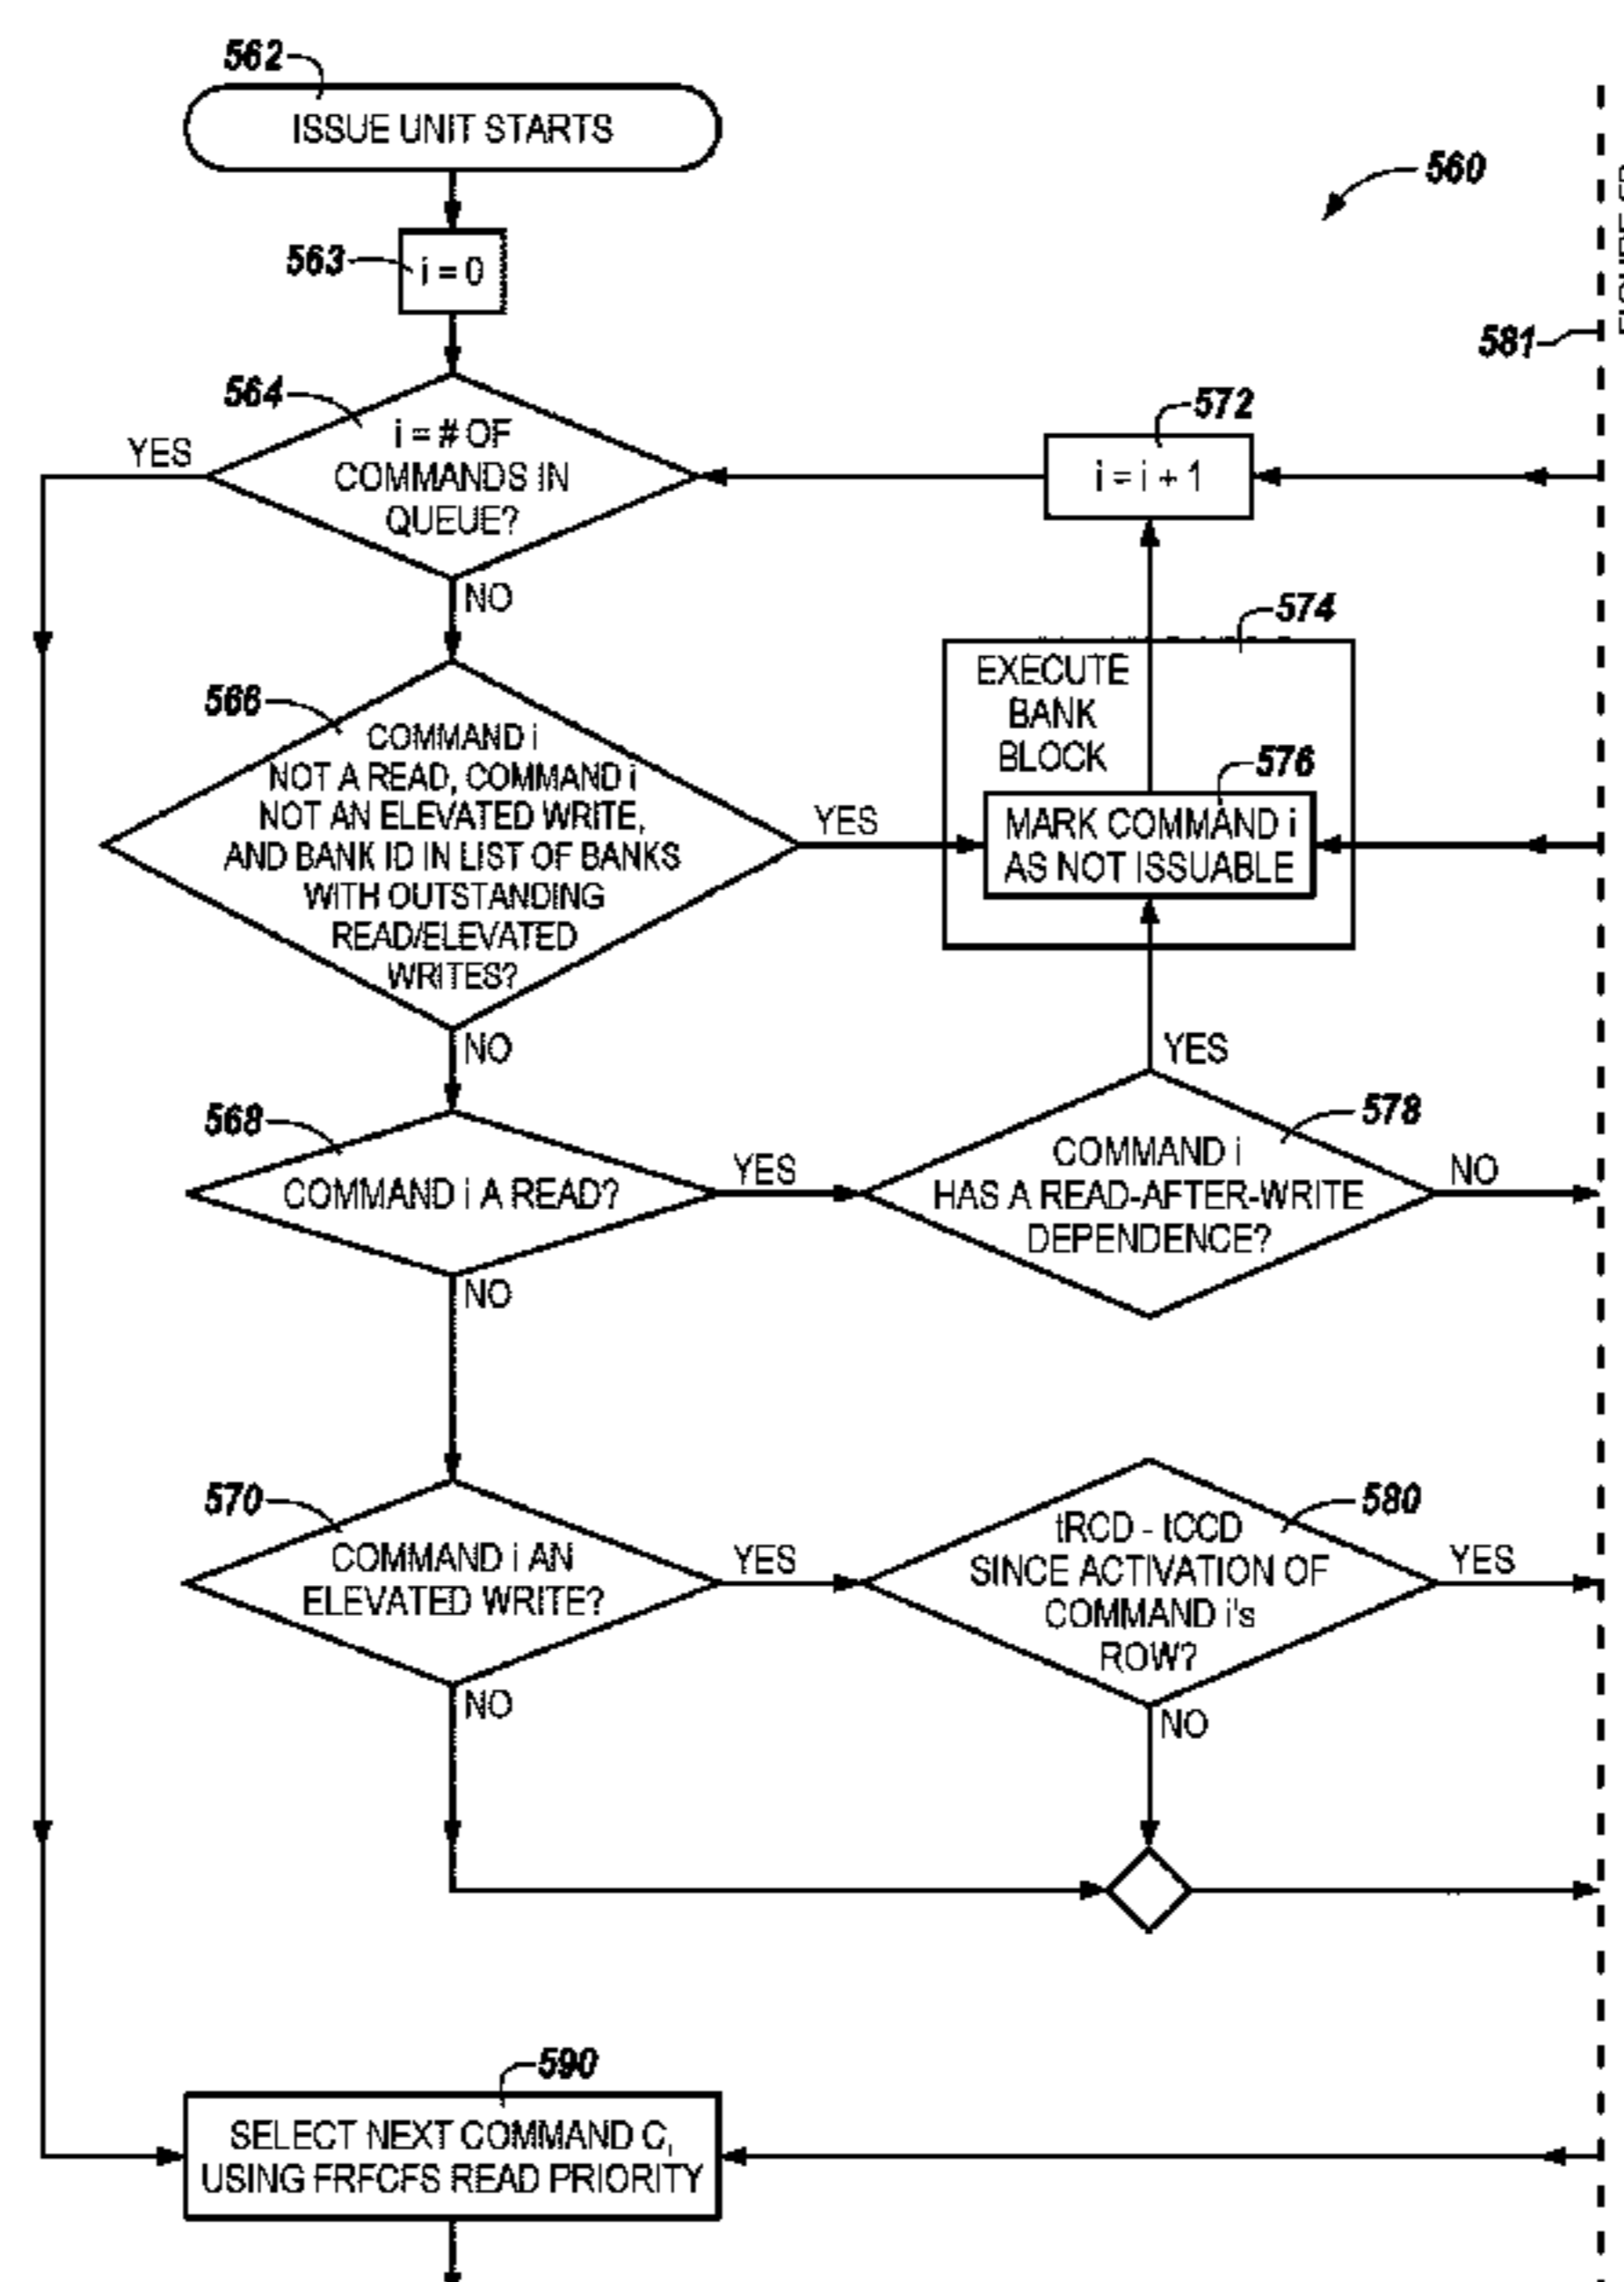 562
ISSUE UNIT STARTS
560
563
i = 0
581
564
i = # OF
COMMANDS IN
QUEUE?
YES
NO
572
i = i + 1
574
EXECUTE
BANK
BLOCK
576
MARK COMMAND i
AS NOT ISSUABLE
566
COMMAND i
NOT A READ, COMMAND i
NOT AN ELEVATED WRITE,
AND BANK ID IN LIST OF BANKS
WITH OUTSTANDING
READ/ELEVATED
WRITES?
YES
NO
568
COMMAND i A READ?
YES
NO
578
YES
COMMAND i
HAS A READ-AFTER-WRITE
DEPENDENCE?
NO
570
COMMAND i AN
ELEVATED WRITE?
YES
NO
580
tRCD - tCCD
SINCE ACTIVATION OF
COMMAND i's
ROW?
YES
NO
590
SELECT NEXT COMMAND C,
USING FRFCFS READ PRIORITY